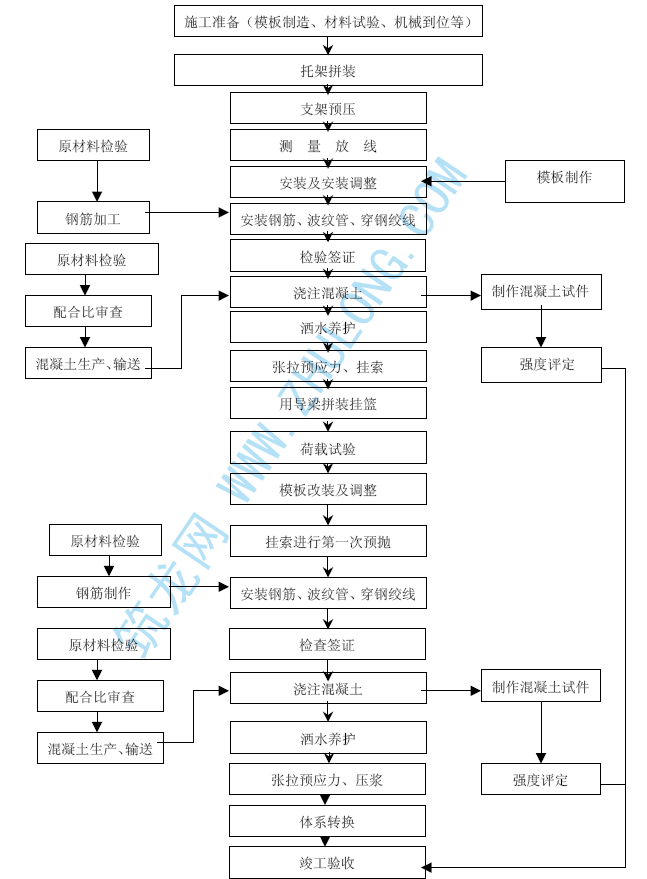 施工准备（模板制造、材料试验、机械到位等）
托架拼装
支架预压
原材料检验
测 量 放 线
安装及安装调整
模板制作
钢筋加工
安装钢筋、波纹管、穿钢绞线
原材料检验
检验签证
配合比审查
浇注混凝土
制作混凝土试件
洒水养护
混凝土生产、输送
张拉预应力、挂索
强度评定
用导梁拼装挂篮
荷载试验
模板改装及调整
原材料检验
挂索进行第一次预抛
钢筋制作
安装钢筋、波纹管、穿钢绞线
原材料检验
检查签证
配合比审查
浇注混凝土
制作混凝土试件
混凝土生产、输送
洒水养护
张拉预应力、压浆
强度评定
体系转换
竣工验收
筑龙网 WWW.ZHULONG.COM